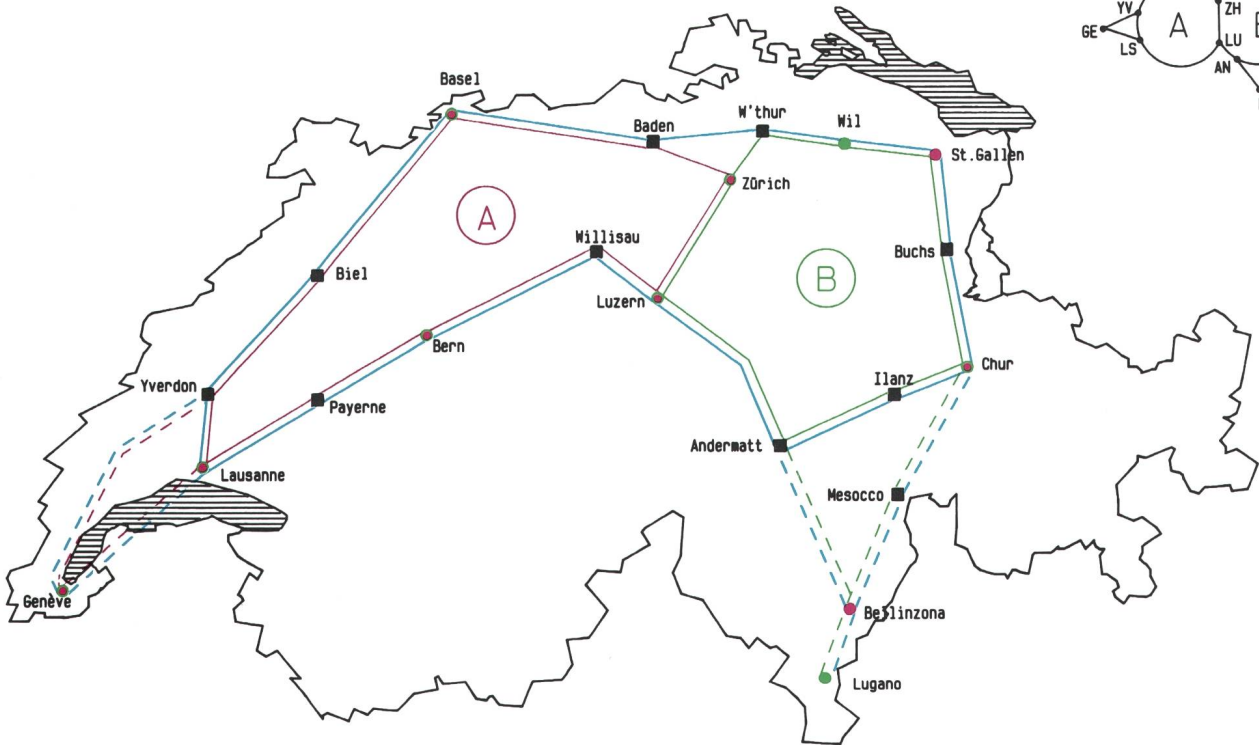 YV
ZH
GE
A
LS
LU
AN
Basel
Baden
W'thur
Wil
St.Gallen
Zürich
A
Willisau
Buchs
Biel
B
Luzern
Bern
Chur
Yverdon
Ilanz
Payerne
Andermatt
Lausanne
Mesocco
Genève
Bellinzona
Lugano